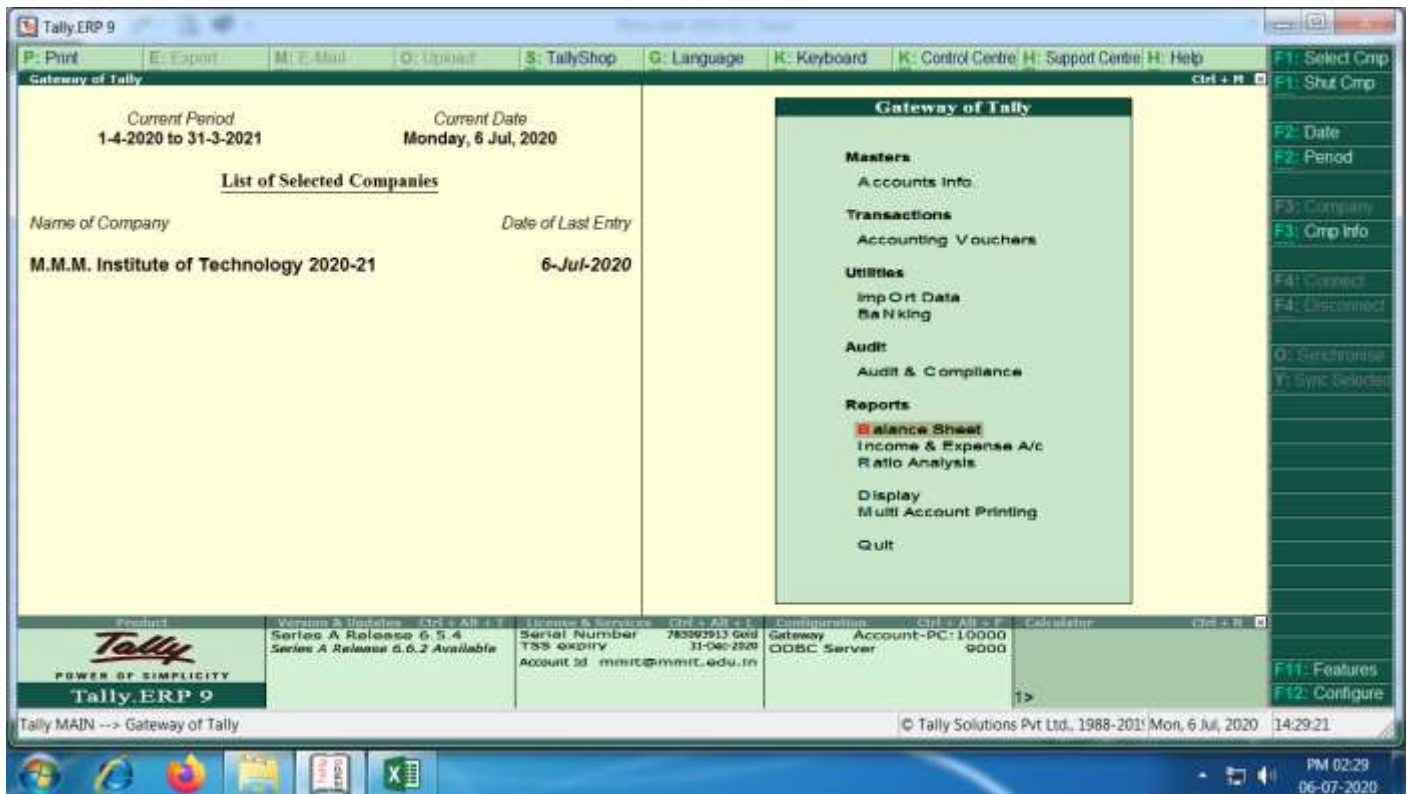 Tally.ERP 9
P: Print E: Export M: E-Mail O: Upload S: TallyShop G: Language K: Keyboard K: Control Centre H: Support Centre H: Help
Gateway of Tally Ctrl + M
Current Period Current Date
1-4-2020 to 31-3-2021 Monday, 6 Jul, 2020
List of Selected Companies
Name of Company Date of Last Entry
M.M.M. Institute of Technology 2020-21 6-Jul-2020
Gateway of Tally
Masters
Accounts Info.
Transactions
Accounting Vouchers
Utilities
ImpOrt Data
BaNking
Audit
Audit & Compliance
Reports
Balance Sheet
Income & Expense A/c
Ratio Analysis
Display
Multi Account Printing
Quit
F1: Select Cmp
F1: Shut Cmp
F2: Date
F2: Period
F3: Company
F3: Cmp Info
F4: Connect
F4: Disconnect
O: Synchronise
Y: Sync Selected
F11: Features
F12: Configure
Product
Tally
POWER OF SIMPLICITY
Tally.ERP 9
Version & Updates Ctrl + Alt + T
Series A Release 6.5.4
Series A Release 6.6.2 Available
License & Services Ctrl + Alt + L
Serial Number Gold
TSS expiry 31-Dec-2020
Account Id mmit@mmit.edu.in
Configuration Ctrl + Alt + F
Gateway Account-PC:10000
ODBC Server 9000
Calculator Ctrl + N
1>
Tally MAIN --> Gateway of Tally
© Tally Solutions Pvt Ltd., 1988-201 Mon, 6 Jul, 2020 14:29:21
PM 02:29
06-07-2020